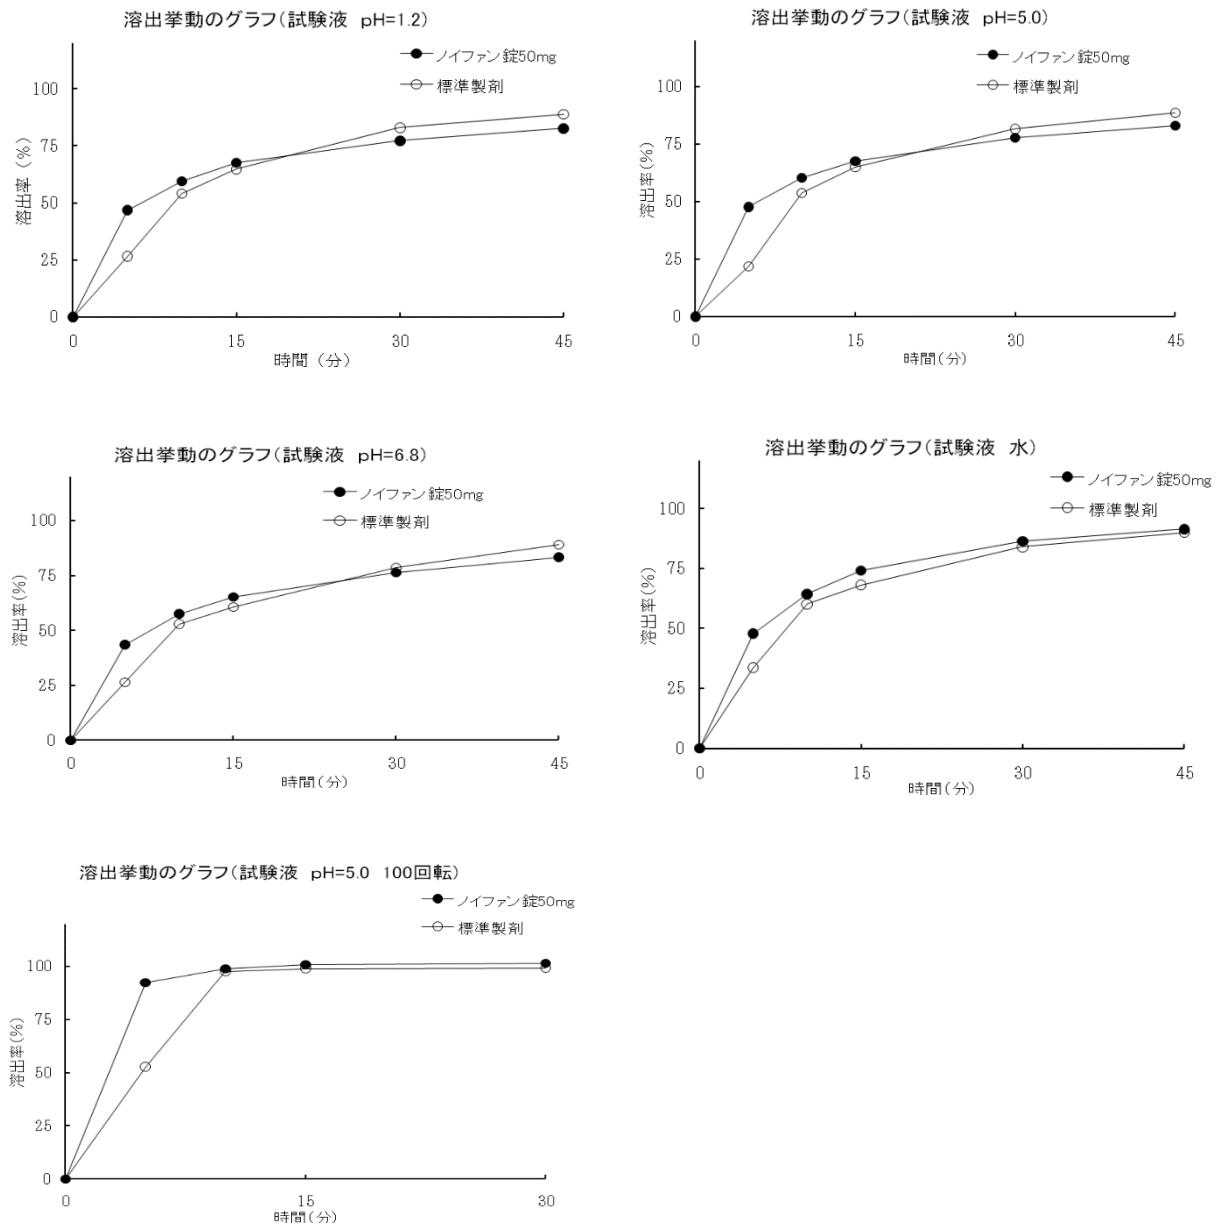 溶出挙動のグラフ(試験液 pH=1.2)
ノイファン錠50mg
標準製剤
100
75
50
25
0
溶出率(%)
0 15 30 45
時間(分)
溶出挙動のグラフ(試験液 pH=5.0)
ノイファン錠50mg
標準製剤
100
75
50
25
0
溶出率(%)
0 15 30 45
時間(分)
溶出挙動のグラフ(試験液 pH=6.8)
ノイファン錠50mg
標準製剤
100
75
50
25
0
溶出率(%)
0 15 30 45
時間(分)
溶出挙動のグラフ(試験液 水)
ノイファン錠50mg
標準製剤
100
75
50
25
0
溶出率(%)
0 15 30 45
時間(分)
溶出挙動のグラフ(試験液 pH=5.0 100回転)
ノイファン錠50mg
標準製剤
100
75
50
25
0
溶出率(%)
0 15 30
時間(分)